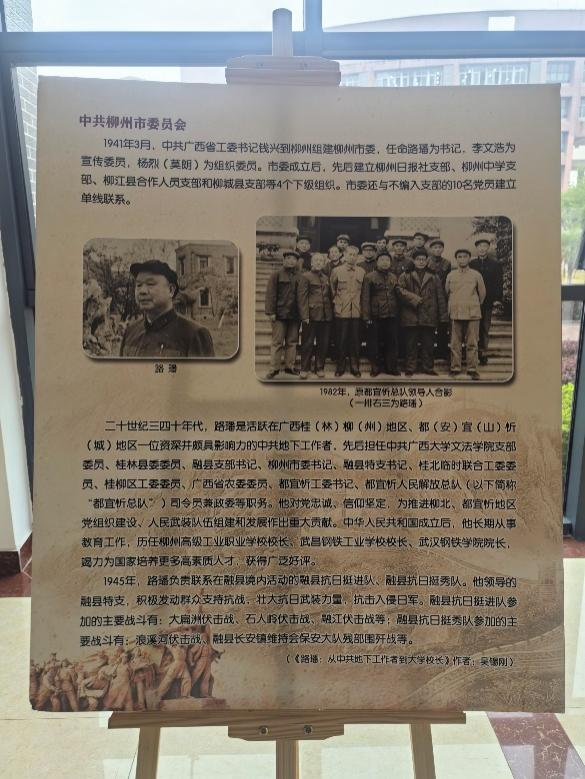 中共柳州市委员会
1941年3月，中共广西省工委书记钱兴到柳州组建柳州市委，任命路璠为书记，李文浩为
宣传委员，杨烈（莫朗）为组织委员。市委成立后，先后建立柳州日报社支部、柳州中学支
部、柳江县合作人员支部和柳城县支部等4个下级组织。市委还与不编入支部的10名党员建立
单线联系。
路 璠
1982年，原都宜忻总队领导人合影
（一排右三为路璠）
二十世纪三四十年代，路璠是活跃在广西桂（林）柳（州）地区、都（安）宜（山）忻
（城）地区一位资深并颇具影响力的中共地下工作者，先后担任中共广西大学文法学院支部
委员、桂林县委委员、融县支部书记、柳州市委书记、融县特支书记、桂北临时联合工委委
员、桂柳区工委委员、广西省农委委员、都宜忻工委书记、都宜忻人民解放总队（以下简称
“都宜忻总队”）司令员兼政委等职务。他对党忠诚、信仰坚定，为推进柳北、都宜忻地区
党组织建设、人民武装队伍组建和发展作出重大贡献。中华人民共和国成立后，他长期从事
教育工作，历任柳州高级工业职业学校校长、武昌钢铁工业学校校长、武汉钢铁学院院长，
竭力为国家培养更多高素质人才，获得广泛好评。
1945年，路璠负责联系在融县境内活动的融县抗日挺进队、融县抗日挺秀队。他领导的
融县特支，积极发动群众支持抗战，壮大抗日武装力量，抗击入侵日军。融县抗日挺进队参
加的主要战斗有：大扁洲伏击战、石人岭伏击战、融江伏击战等；融县抗日挺秀队参加的主
要战斗有：浪溪河伏击战、融县长安镇维持会保安大队残部围歼战等。
（《路璠：从中共地下工作者到大学校长》作者：吴锡刚）